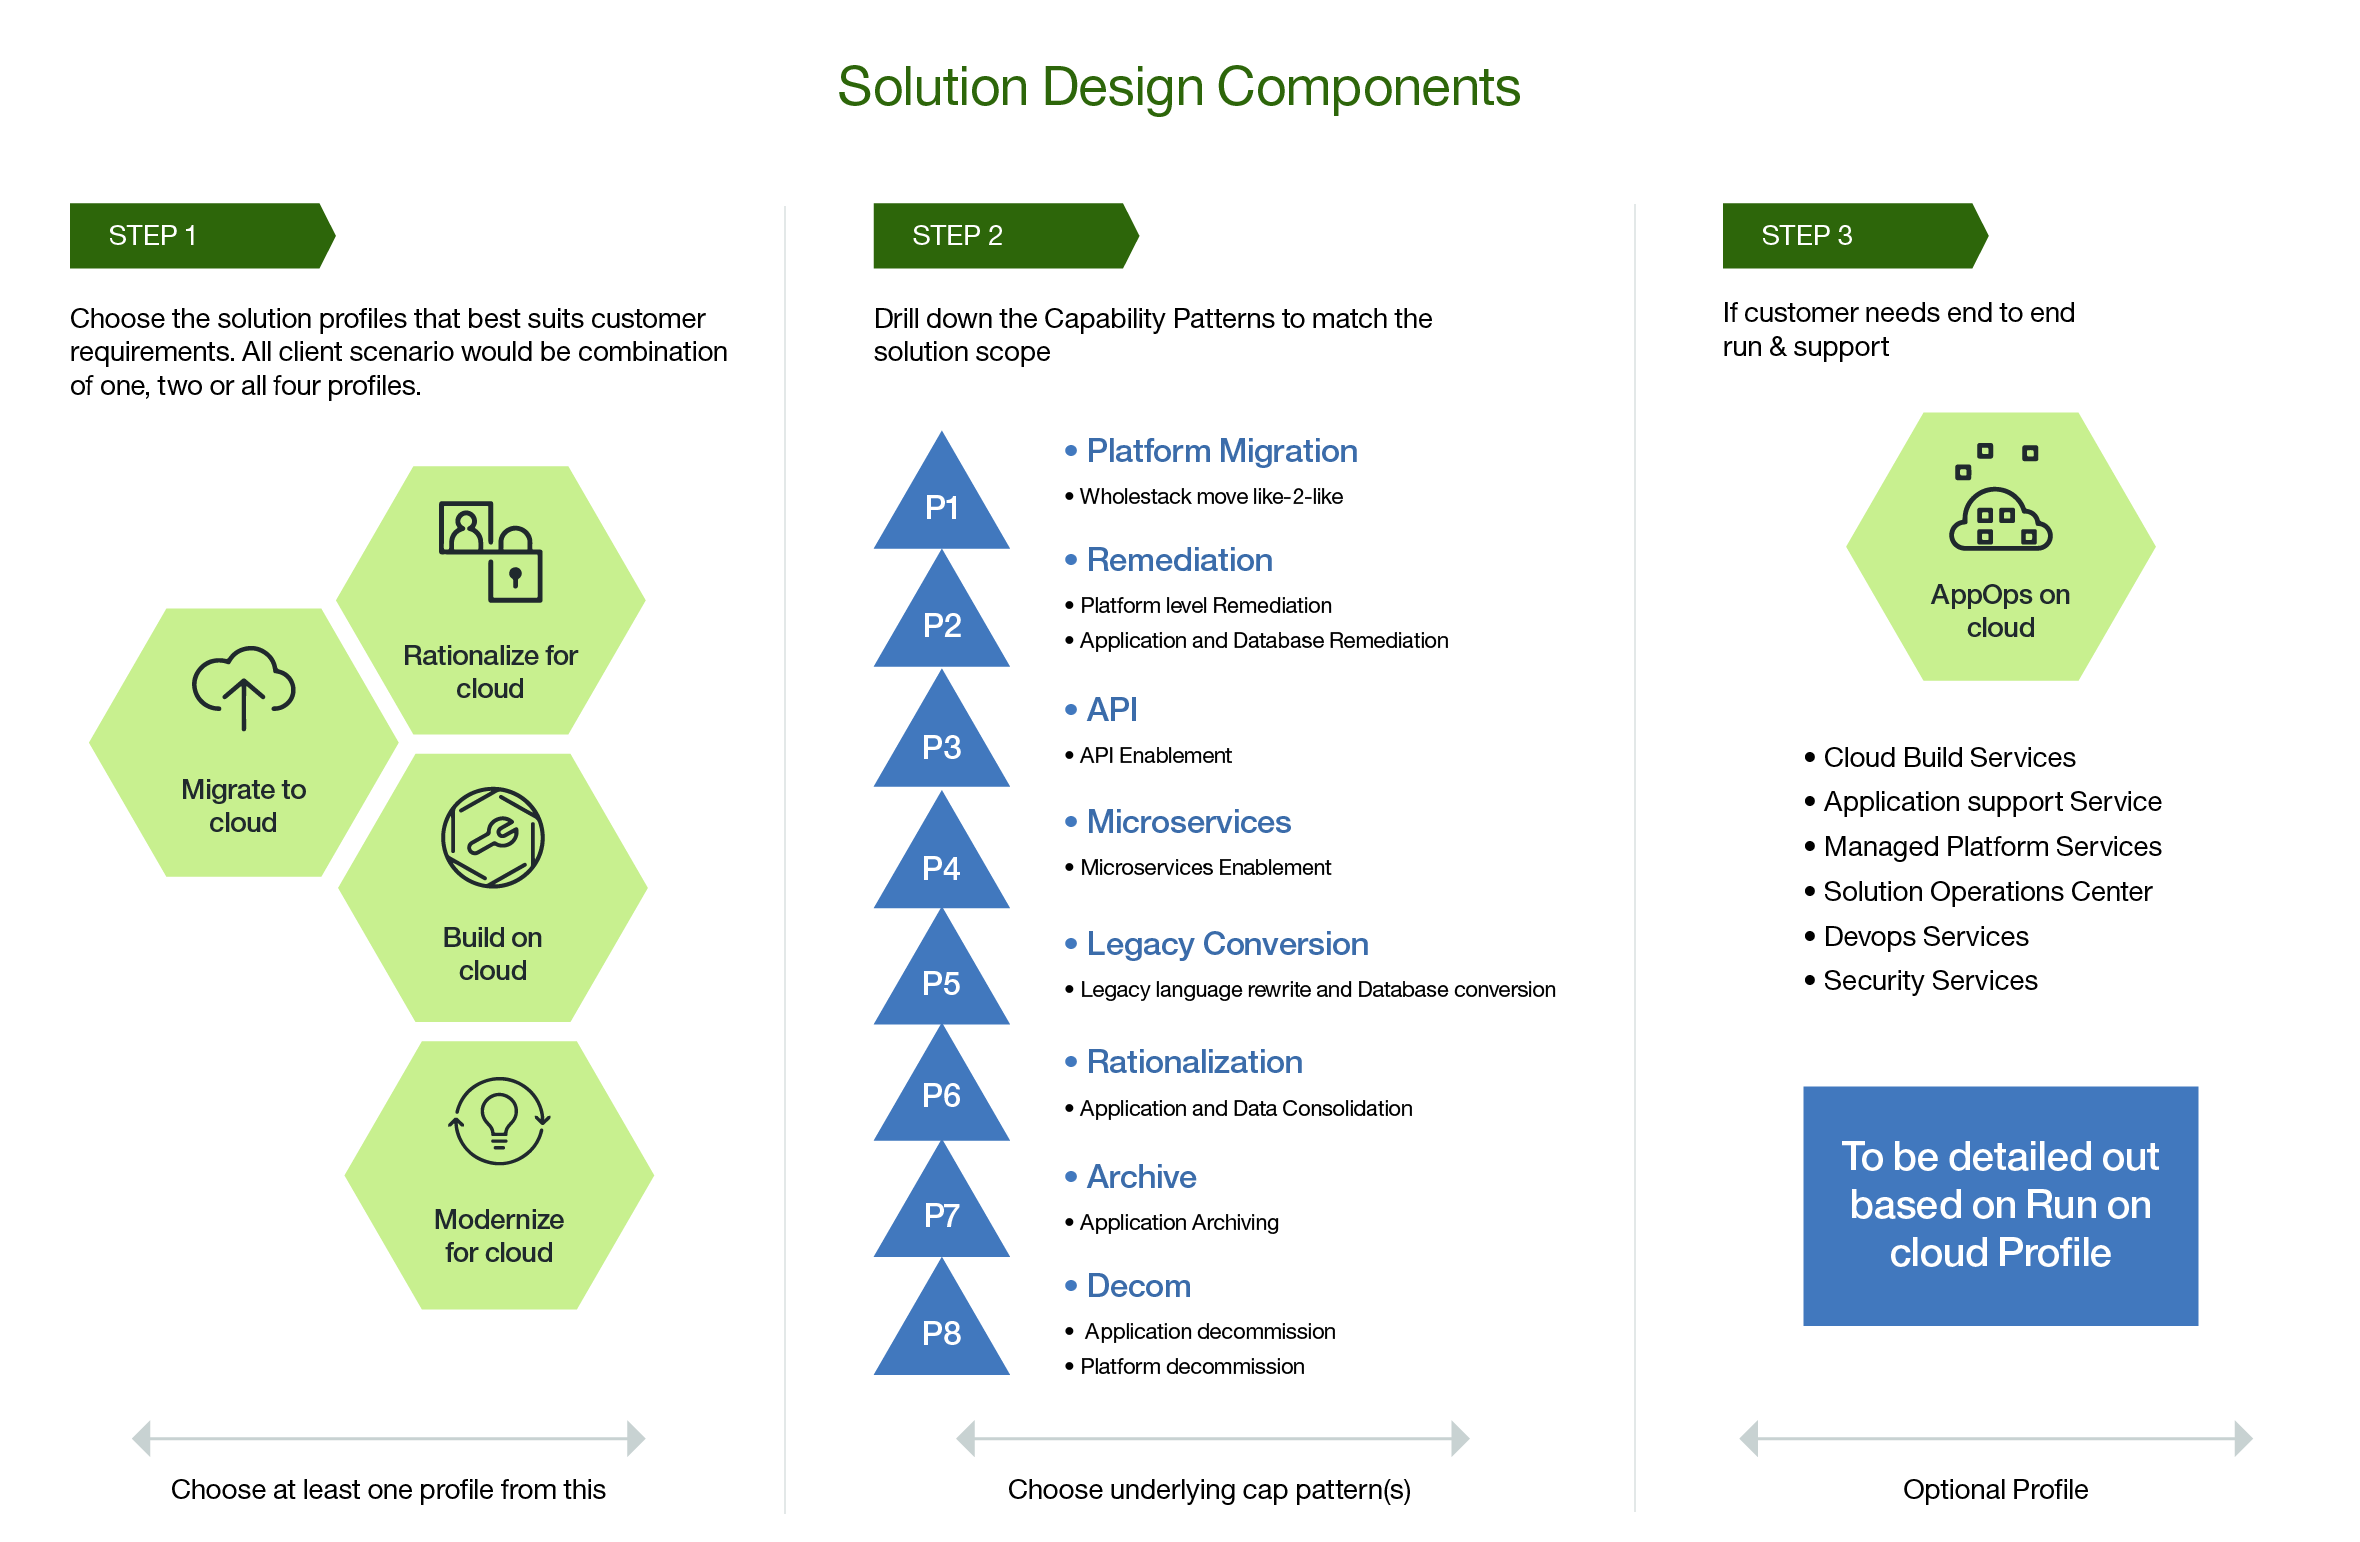 Solution Design Components
STEP 1
Choose the solution profiles that best suits customer
requirements. All client scenario would be combination
of one, two or all four profiles.
Rationalize for
cloud
Migrate to
cloud
Build on
cloud
Modernize
for cloud
Choose at least one profile from this
STEP 2
Drill down the Capability Patterns to match the
solution scope
P1
• Platform Migration
• Wholestack move like-2-like
P2
• Remediation
• Platform level Remediation
• Application and Database Remediation
P3
• API
• API Enablement
P4
• Microservices
• Microservices Enablement
P5
• Legacy Conversion
• Legacy language rewrite and Database conversion
P6
• Rationalization
• Application and Data Consolidation
P7
• Archive
• Application Archiving
P8
• Decom
• Application decommission
• Platform decommission
Choose underlying cap pattern(s)
STEP 3
If customer needs end to end
run & support
AppOps on
cloud
• Cloud Build Services
• Application support Service
• Managed Platform Services
• Solution Operations Center
• Devops Services
• Security Services
To be detailed out
based on Run on
cloud Profile
Optional Profile